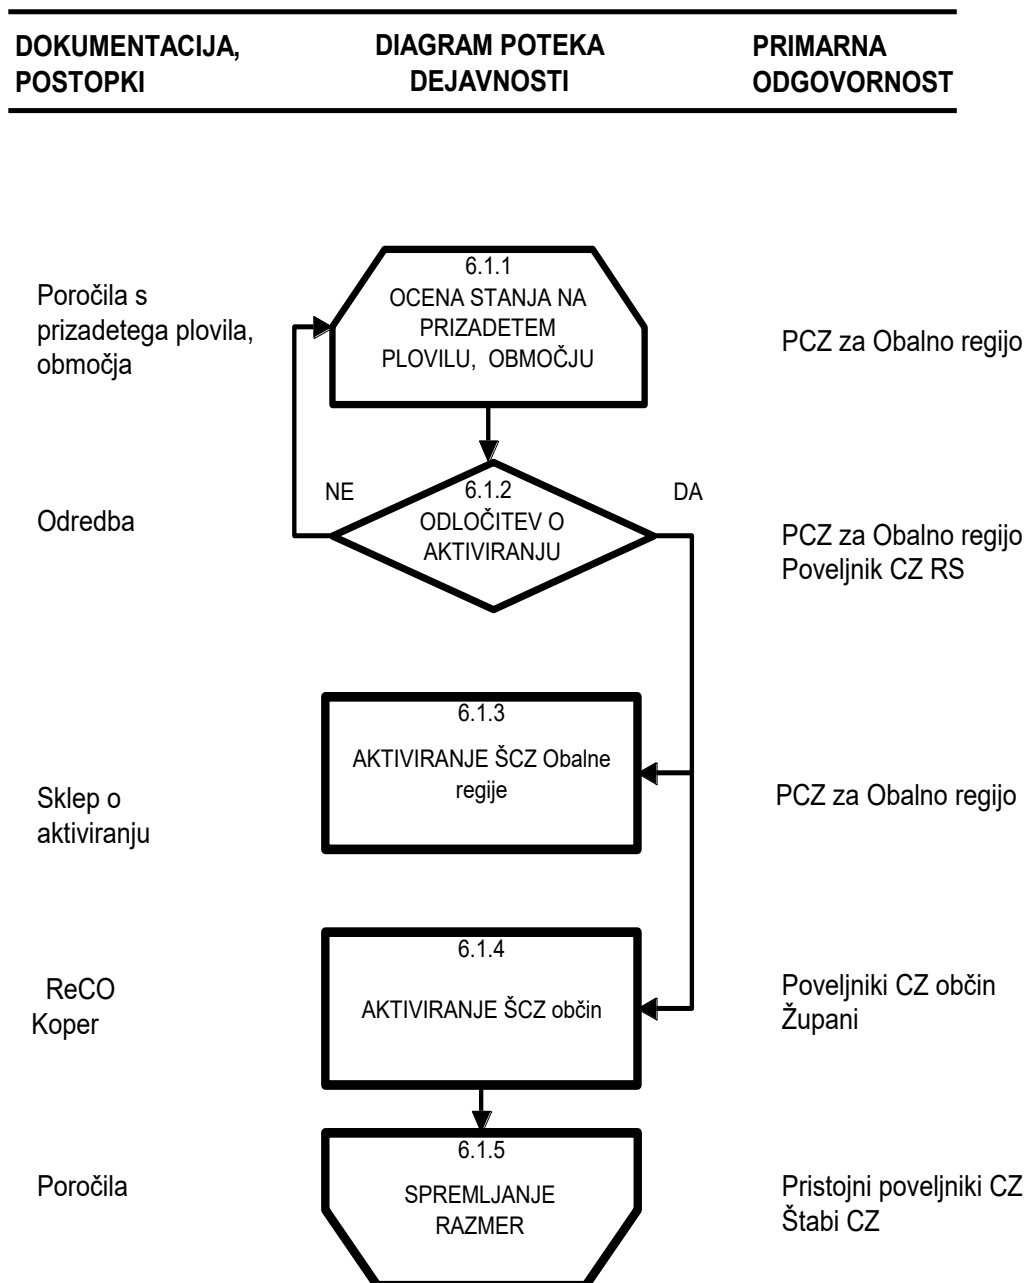 DOKUMENTACIJA,
POSTOPKI
DIAGRAM POTEKA
DEJAVNOSTI
PRIMARNA
ODGOVORNOST
Poročila s
prizadetega plovila,
območja
6.1.1
OCENA STANJA NA
PRIZADETEM
PLOVILU, OBMOČJU
PCZ za Obalno regijo
Odredba
NE
6.1.2
ODLOČITEV O
AKTIVIRANJU
DA
PCZ za Obalno regijo
Poveljnik CZ RS
Sklep o
aktiviranju
6.1.3
AKTIVIRANJE ŠCZ Obalne
regije
PCZ za Obalno regijo
ReCO
Koper
6.1.4
AKTIVIRANJE ŠCZ občin
Poveljniki CZ občin
Župani
Poročila
6.1.5
SPREMLJANJE
RAZMER
Pristojni poveljniki CZ
Štabi CZ